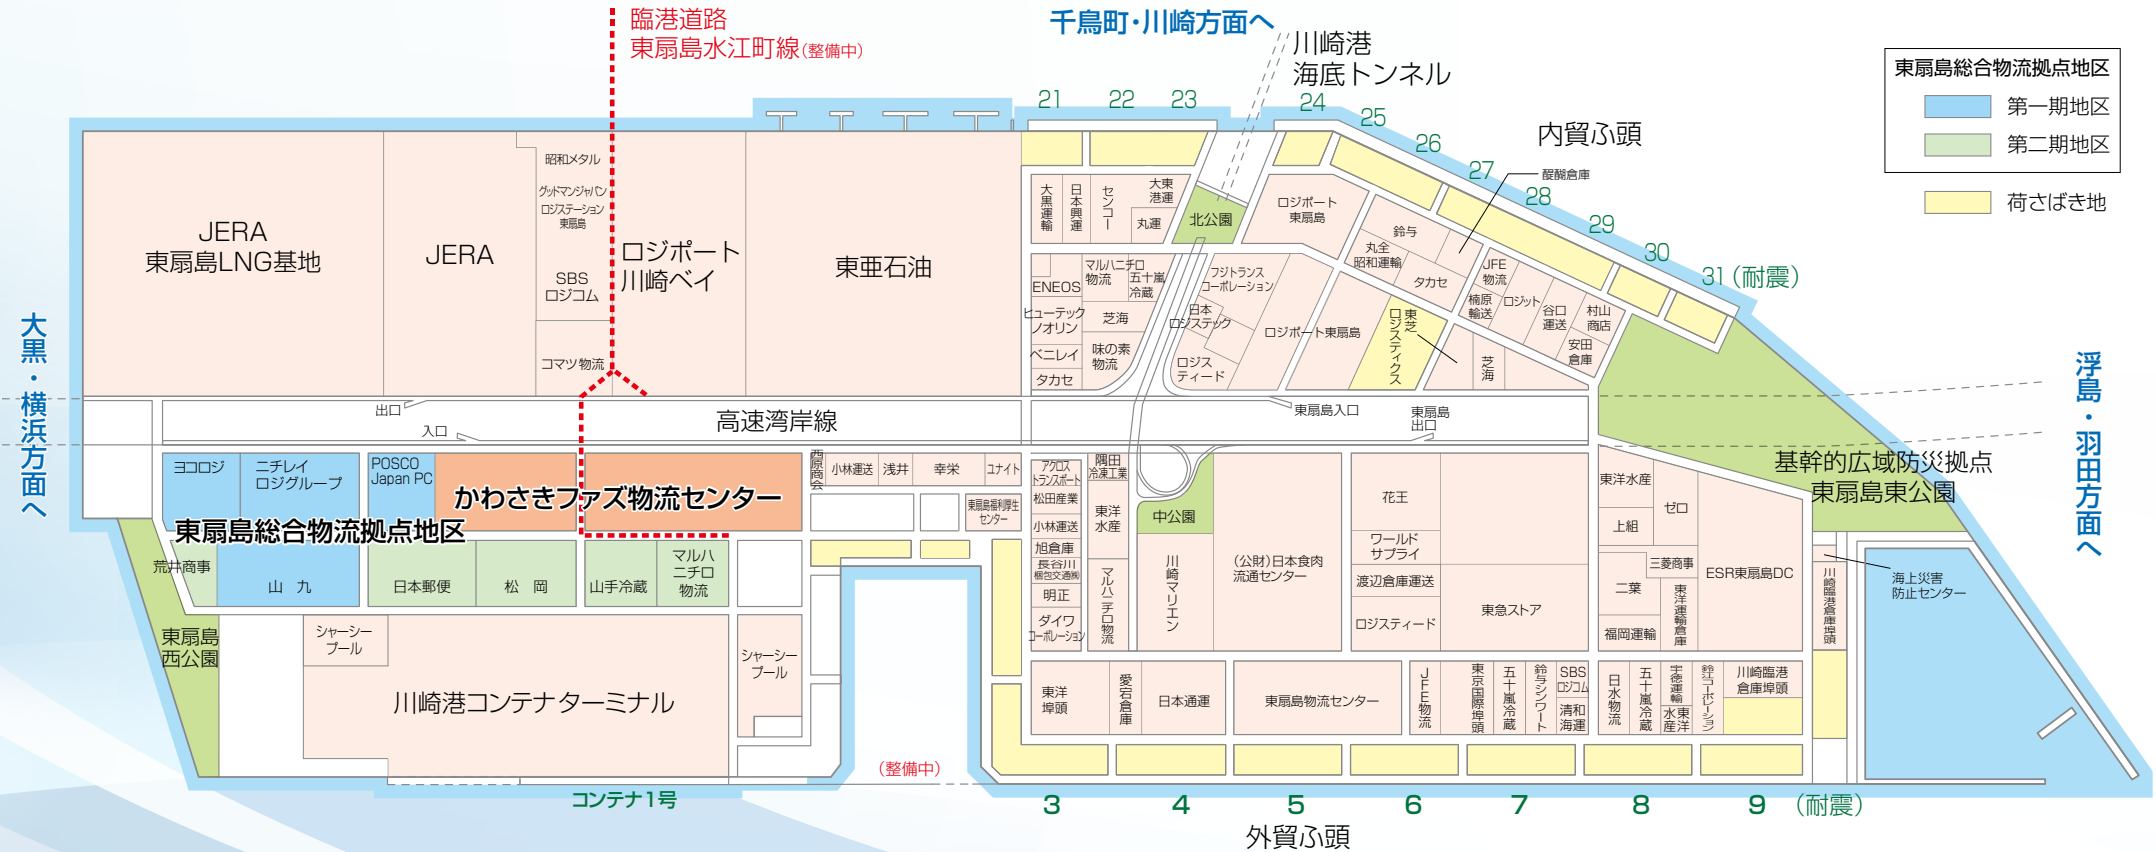 臨港道路
東扇島水江町線(整備中)
千鳥町・川崎方面へ
川崎港
海底トンネル
東扇島総合物流拠点地区
第一期地区
第二期地区
荷さばき地
21
22
23
24
25
26
27
28
29
30
31(耐震)
内貿ふ頭
醍醐倉庫
大黒・横浜方面へ
浮島・羽田方面へ
JERA
東扇島LNG基地
JERA
昭和メタル
グッドマンジャパン
ロジステーション
東扇島
SBS
ロジコム
コマツ物流
ロジポート
川崎ベイ
東亜石油
大黒運輸
日本興運
センコー
大東
港運
丸運
北公園
ロジポート
東扇島
鈴与
丸全
昭和運輸
タカセ
JFE
物流
楠原
輸送
ロジット
谷口
運送
村山
商店
安田
倉庫
ENEOS
マルハニチロ
物流
五十嵐
冷蔵
ヒューテック
ノオリン
芝海
ベニレイ
味の素
物流
タカセ
フジトランス
コーポレーション
日本
ロジステック
ロジス
ティード
ロジポート東扇島
東芝
ロジスティクス
芝海
出口
入口
高速湾岸線
東扇島入口
東扇島
出口
ヨコロジ
ニチレイ
ロジグループ
POSCO
Japan PC
かわさきファズ物流センター
東扇島総合物流拠点地区
荒井商事
山九
日本郵便
松岡
山手冷蔵
マルハ
ニチロ
物流
西原商会
小林運送
浅井
幸栄
ユナイト
東扇島福利厚生
センター
アクロス
トランスポート
松田産業
小林運送
旭倉庫
長谷川
梱包交通㈱
明正
ダイワ
コーポレーション
隅田
冷凍工業
東洋
水産
マルハニチロ物流
中公園
川崎マリエン
(公財)日本食肉
流通センター
花王
ワールド
サプライ
渡辺倉庫運送
ロジスティード
東急ストア
東洋水産
上組
ゼロ
三菱商事
二葉
東洋運輸倉庫
福岡運輸
ESR東扇島DC
基幹的広域防災拠点
東扇島東公園
川崎臨港倉庫埠頭
海上災害
防止センター
東扇島
西公園
シャーシー
プール
川崎港コンテナターミナル
シャーシー
プール
東洋
埠頭
愛宕倉庫
日本通運
東扇島物流センター
JFE物流
東京国際埠頭
五十嵐冷蔵
鈴与シンワート
SBS
ロジコム
清和
海運
日水物流
五十嵐冷蔵
宇徳運輸
東洋
水産
鈴江コーポレーション
川崎臨港
倉庫埠頭
(整備中)
コンテナ1号
3
4
5
6
7
8
9
(耐震)
外貿ふ頭